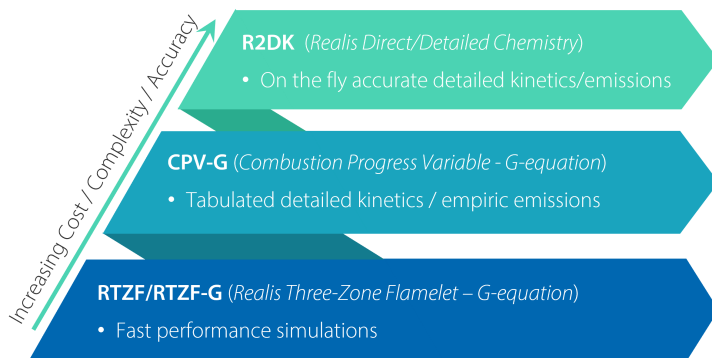 R2DK (Realis Direct/Detailed Chemistry)
• On the fly accurate detailed kinetics/emissions
CPV-G (Combustion Progress Variable - G-equation)
• Tabulated detailed kinetics / empiric emissions
RTZF/RTZF-G (Realis Three-Zone Flamelet – G-equation)
• Fast performance simulations
Increasing Cost / Complexity / Accuracy